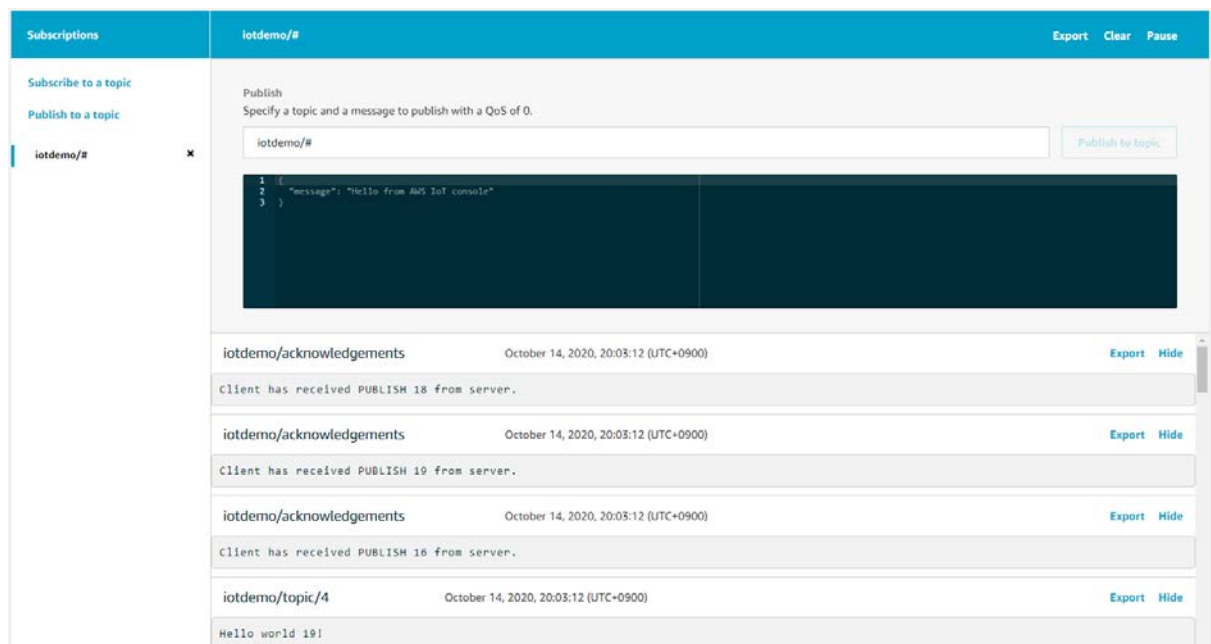 Subscriptions
iotdemo/#
Export Clear Pause
Subscribe to a topic
Publish to a topic
iotdemo/# ×
Publish
Specify a topic and a message to publish with a QoS of 0.
iotdemo/#
Publish to topic
1 {
2 "message": "Hello from AWS IoT console"
3 }
iotdemo/acknowledgements October 14, 2020, 20:03:12 (UTC+0900) Export Hide
Client has received PUBLISH 18 from server.
iotdemo/acknowledgements October 14, 2020, 20:03:12 (UTC+0900) Export Hide
Client has received PUBLISH 19 from server.
iotdemo/acknowledgements October 14, 2020, 20:03:12 (UTC+0900) Export Hide
Client has received PUBLISH 16 from server.
iotdemo/topic/4 October 14, 2020, 20:03:12 (UTC+0900) Export Hide
Hello world 19!